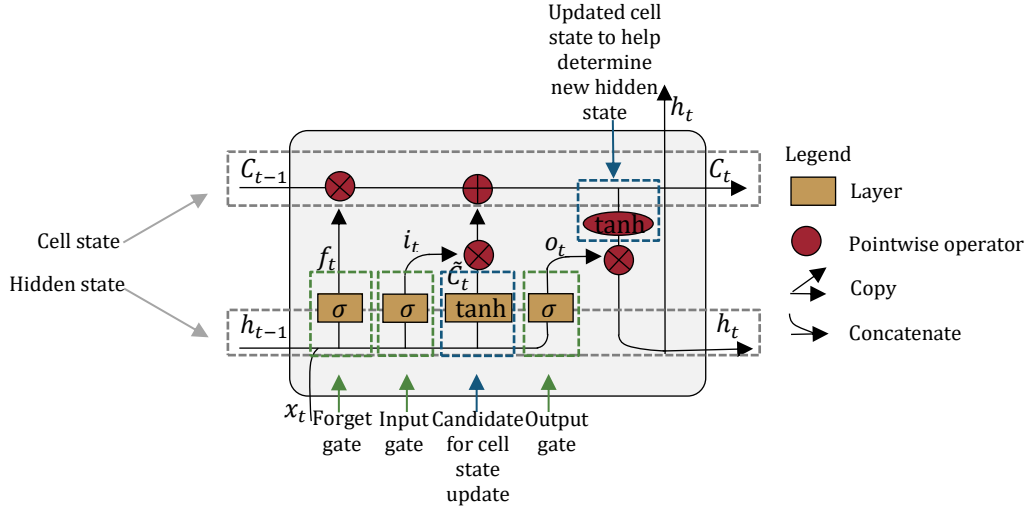 Updated cell
state to help
determine
new hidden
state
h_t
C_{t-1}
C_t
Legend
Layer
tanh
Cell state
f_t
i_t
C̃_t
o_t
Pointwise operator
Hidden state
Copy
σ
σ
tanh
σ
h_{t-1}
h_t
Concatenate
x_t
Forget
gate
Input
gate
Candidate
for cell
state
update
Output
gate